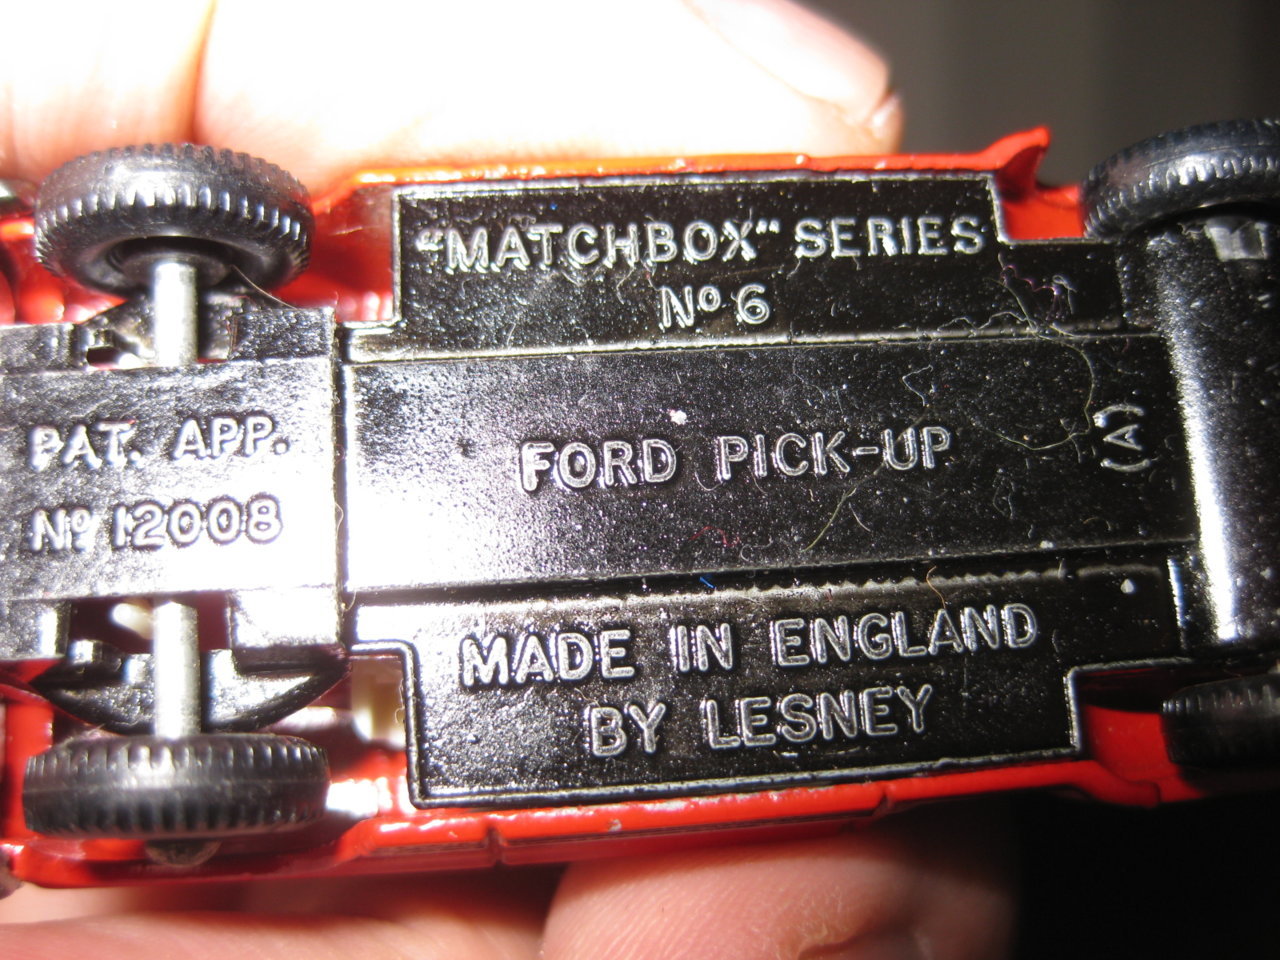 "MATCHBOX" SERIES
Nº 6
PAT. APP.
Nº 12008
FORD PICK-UP
(A)
MADE IN ENGLAND
BY LESNEY